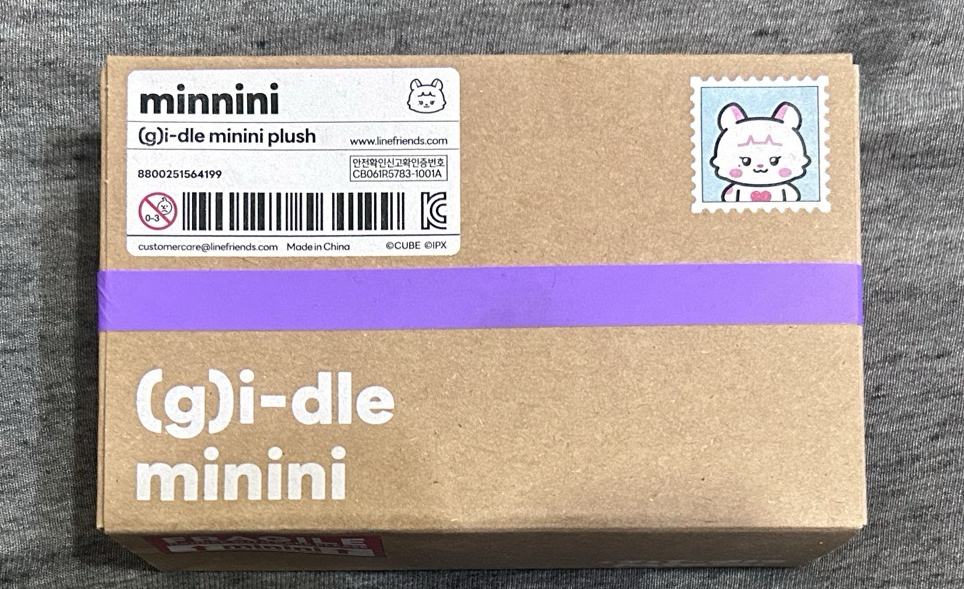 minnini
(g)i-dle minini plush
www.linefriends.com
8800251564199
안전확인신고확인증번호
CB061R5783-1001A
0-3
customercare@linefriends.com Made in China ©CUBE ©IPX
(g)i-dle
minini
FRAGILE
minini